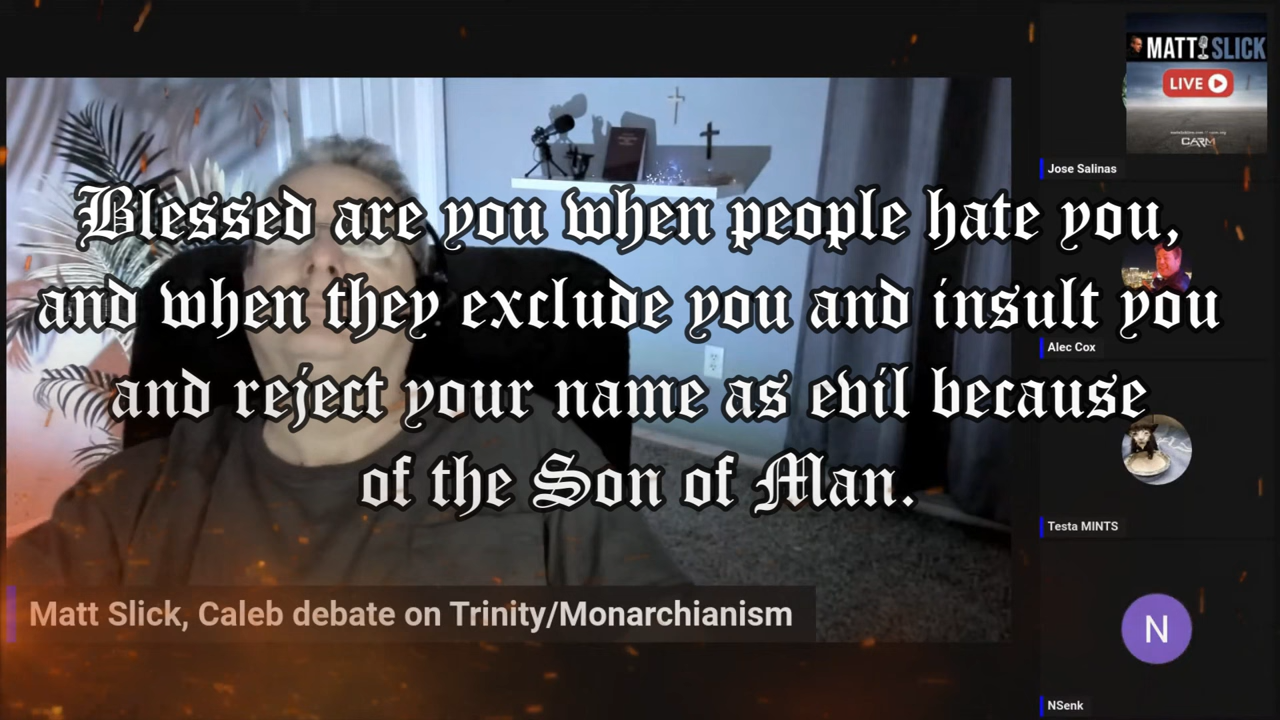 MATT SLICK
LIVE
CARM
Jose Salinas
Blessed are you when people hate you,
and when they exclude you and insult you
Alec Cox
and reject your name as evil because
of the Son of Man.
Testa MINTS
Matt Slick, Caleb debate on Trinity/Monarchianism
N
NSenk